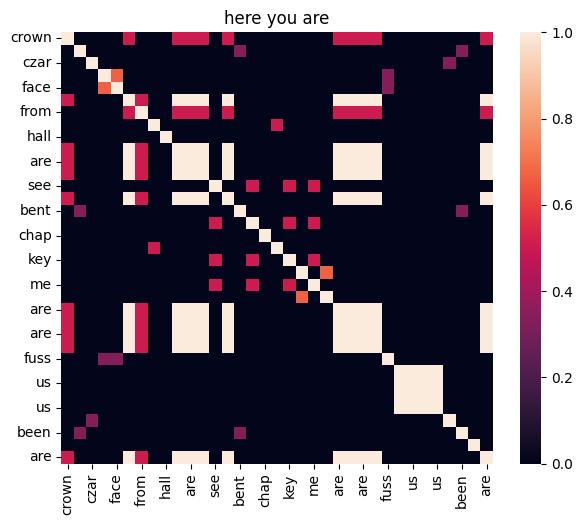 here you are
crown
czar
face
from
hall
are
see
bent
chap
key
me
are
are
fuss
us
us
been
are
1.0
0.8
0.6
0.4
0.2
0.0
crown
czar
face
from
hall
are
see
bent
chap
key
me
are
are
fuss
us
us
been
are